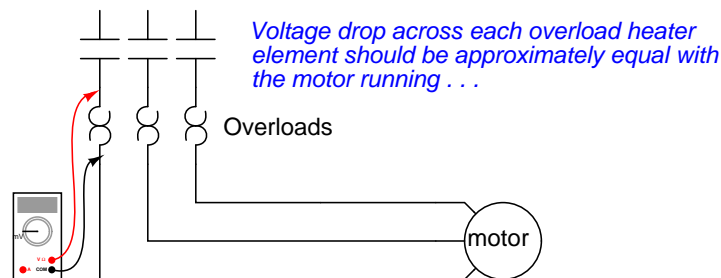 Voltage drop across each overload heater
element should be approximately equal with
the motor running . . .
Overloads
motor
mV
V Ω
A COM